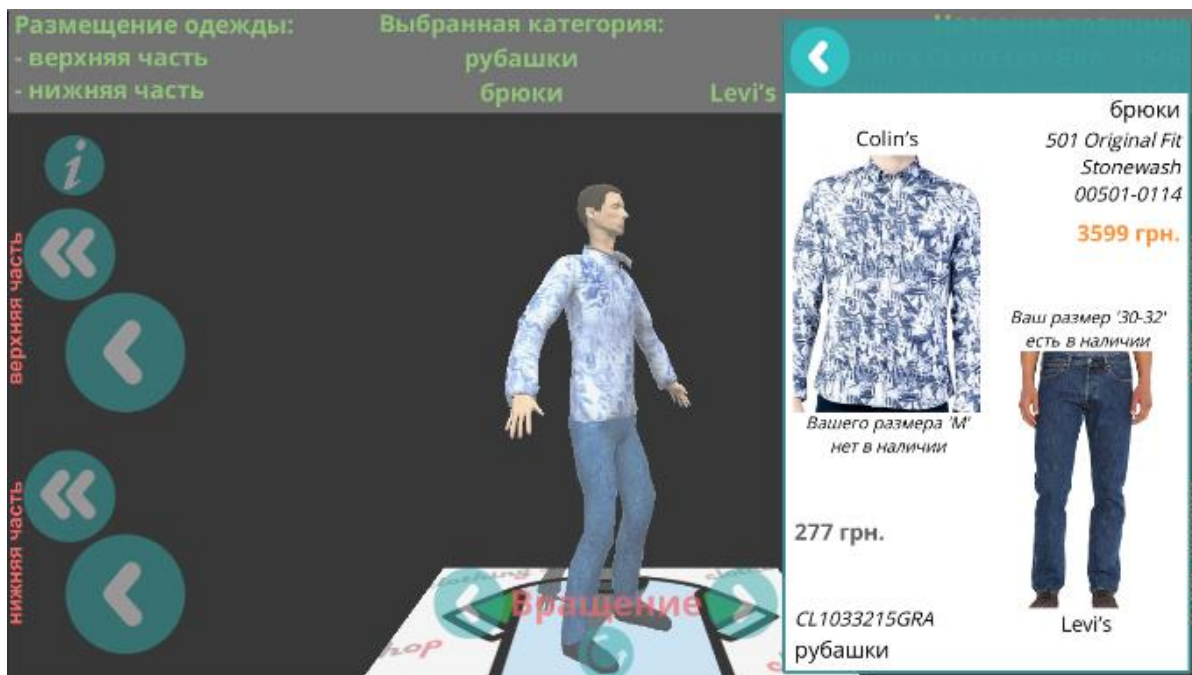 Размещение одежды:
- верхняя часть
- нижняя часть
Выбранная категория:
рубашки
брюки
Levi's
верхняя часть
нижняя часть
Вращение
брюки
501 Original Fit
Stonewash
00501-0114
3599 грн.
Ваш размер '30-32'
есть в наличии
Levi's
Colin's
Вашего размера 'M'
нет в наличии
277 грн.
CL1033215GRA
рубашки